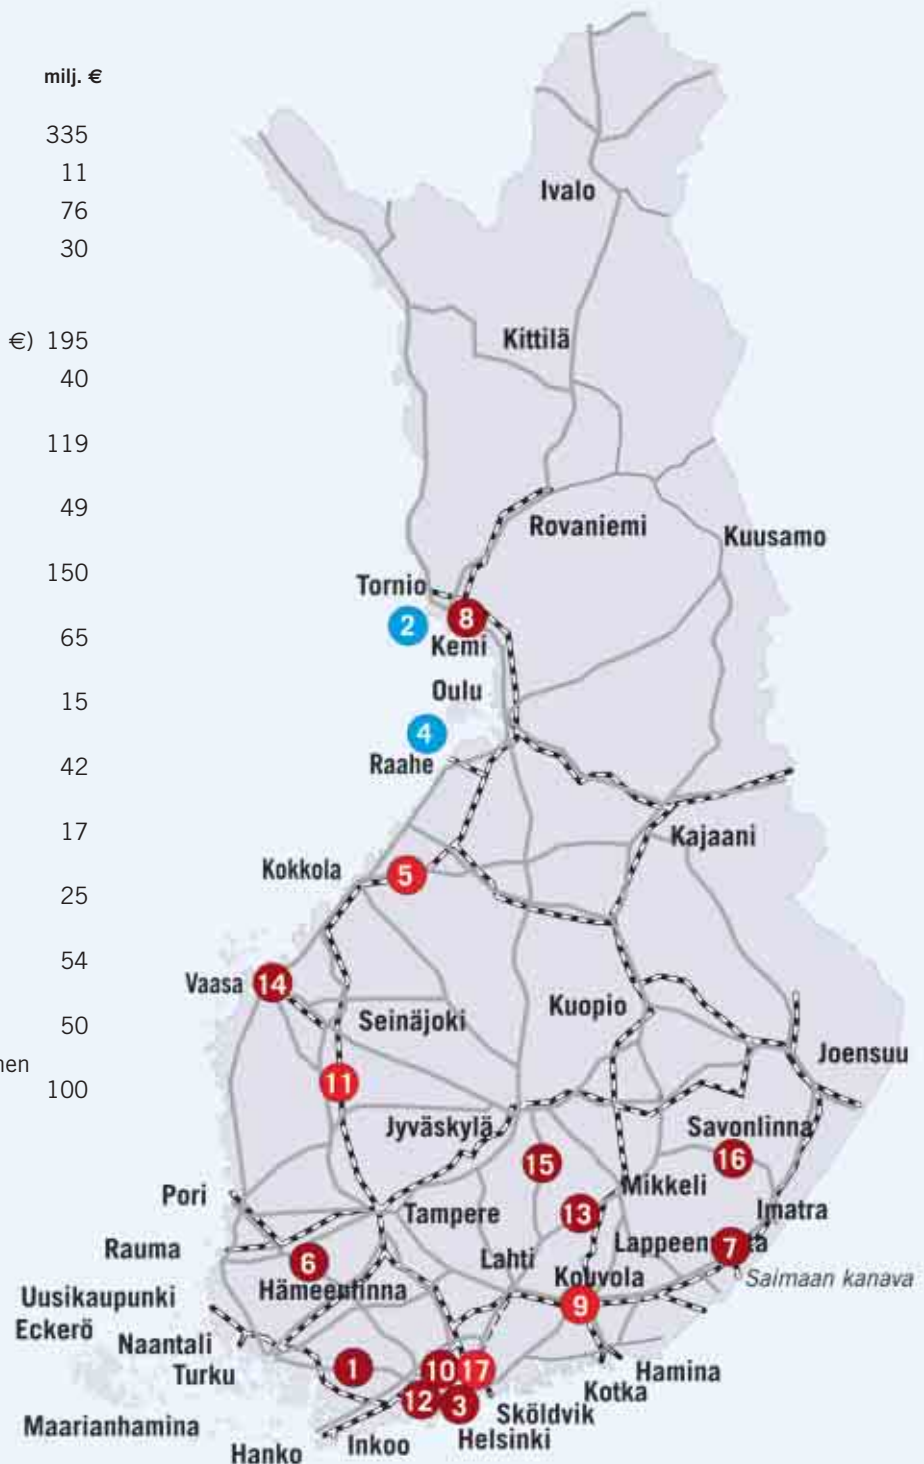 milj. €
335
11
76
30
€) 195
40
119
49
150
65
15
42
17
25
54
50
nen
100
Ivalo
Kittilä
Rovaniemi
Kuusamo
Tornio
2
8
Kemi
Oulu
4
Raahe
Kajaani
Kokkola
5
Vaasa
14
Seinäjoki
Kuopio
Joensuu
11
Jyväskylä
Savonlinna
15
16
Pori
Mikkeli
Tampere
13
Imatra
Rauma
Lahti
Lappeenranta
7
6
Kouvola
Saimaan kanava
Hämeenlinna
Uusikaupunki
9
Eckerö
Naantali
Turku
1
10
17
Hamina
Kotka
12
3
Sköldvik
Maarianhamina
Inkoo
Helsinki
Hanko